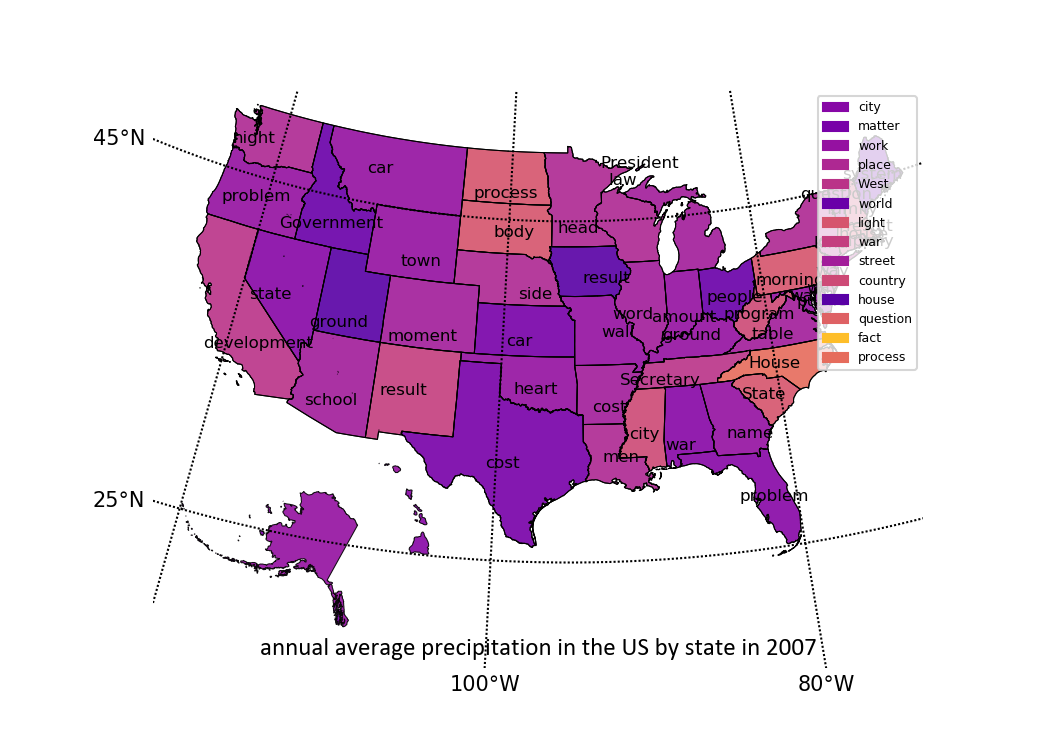 45°N
25°N
100°W
80°W
night
problem
Government
car
process
body
President
law
head
town
state
ground
development
side
result
moment
car
word
wall
amount
ground
people
program
table
morning
House
State
Secretary
school
result
heart
cost
city
war
name
men
cost
problem
annual average precipitation in the US by state in 2007
city
matter
work
place
West
world
light
war
street
country
house
question
fact
process